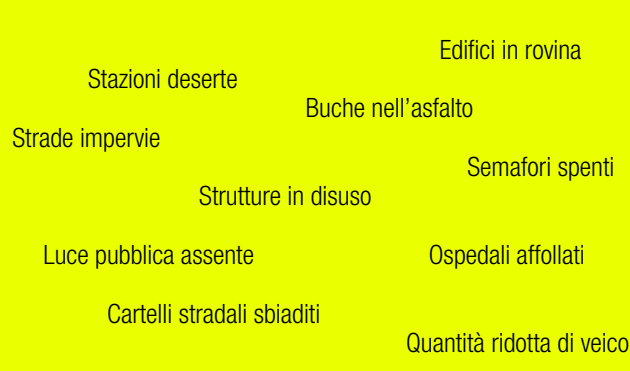 Edifici in rovina
Stazioni deserte
Buche nell'asfalto
Strade impervie
Semafori spenti
Strutture in disuso
Luce pubblica assente
Ospedali affollati
Cartelli stradali sbiaditi
Quantità ridotta di veico